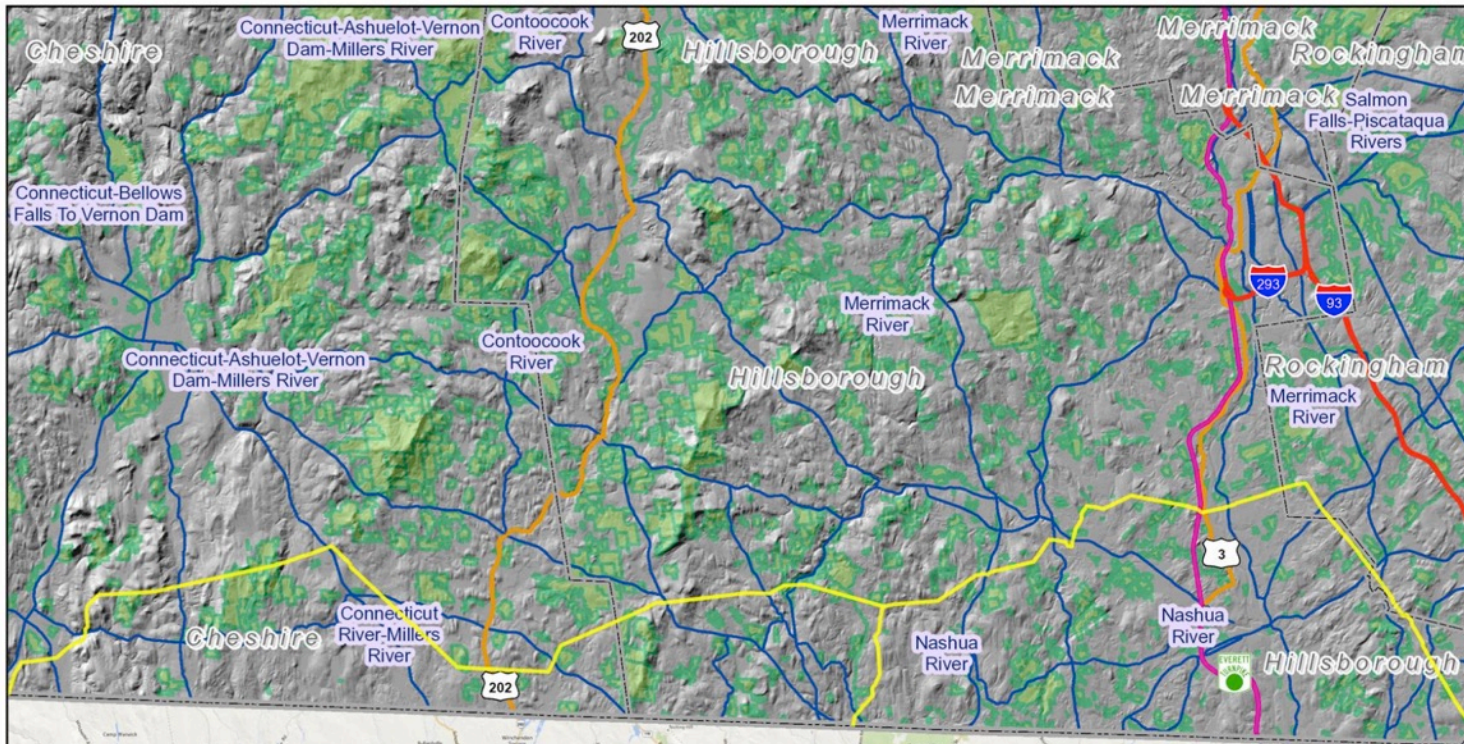 Cheshire
Connecticut-Ashuelot-Vernon
Dam-Millers River
Contoocook
River
202
Hillsborough
Merrimack
River
Merrimack
Merrimack
Merrimack
Rockingham
Merrimack
Salmon
Falls-Piscataqua
Rivers
Connecticut-Bellows
Falls To Vernon Dam
293
93
Merrimack
River
Contoocook
River
Connecticut-Ashuelot-Vernon
Dam-Millers River
Hillsborough
Rockingham
Merrimack
River
3
Connecticut
River-Millers
River
Cheshire
Nashua
River
Nashua
River
Hillsborough
EVERETT
TURNPIKE
202